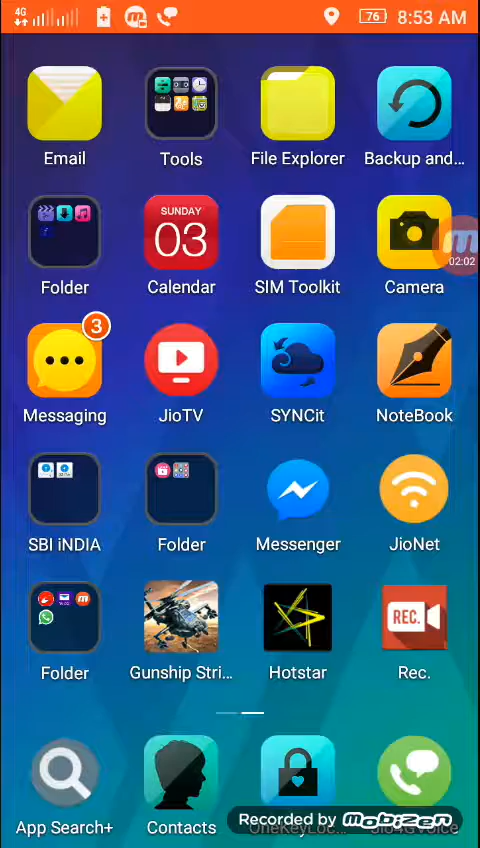 4G 76 8:53 AM
Email Tools File Explorer Backup and...
SUNDAY
03
02:02
Folder Calendar SIM Toolkit Camera
3
Messaging JioTV SYNCit NoteBook
SBI iNDIA Folder Messenger JioNet
REC.
Folder Gunship Stri... Hotstar Rec.
Recorded by MOBIZEN
App Search+ Contacts OneKeyLoc... Jio4GVoice